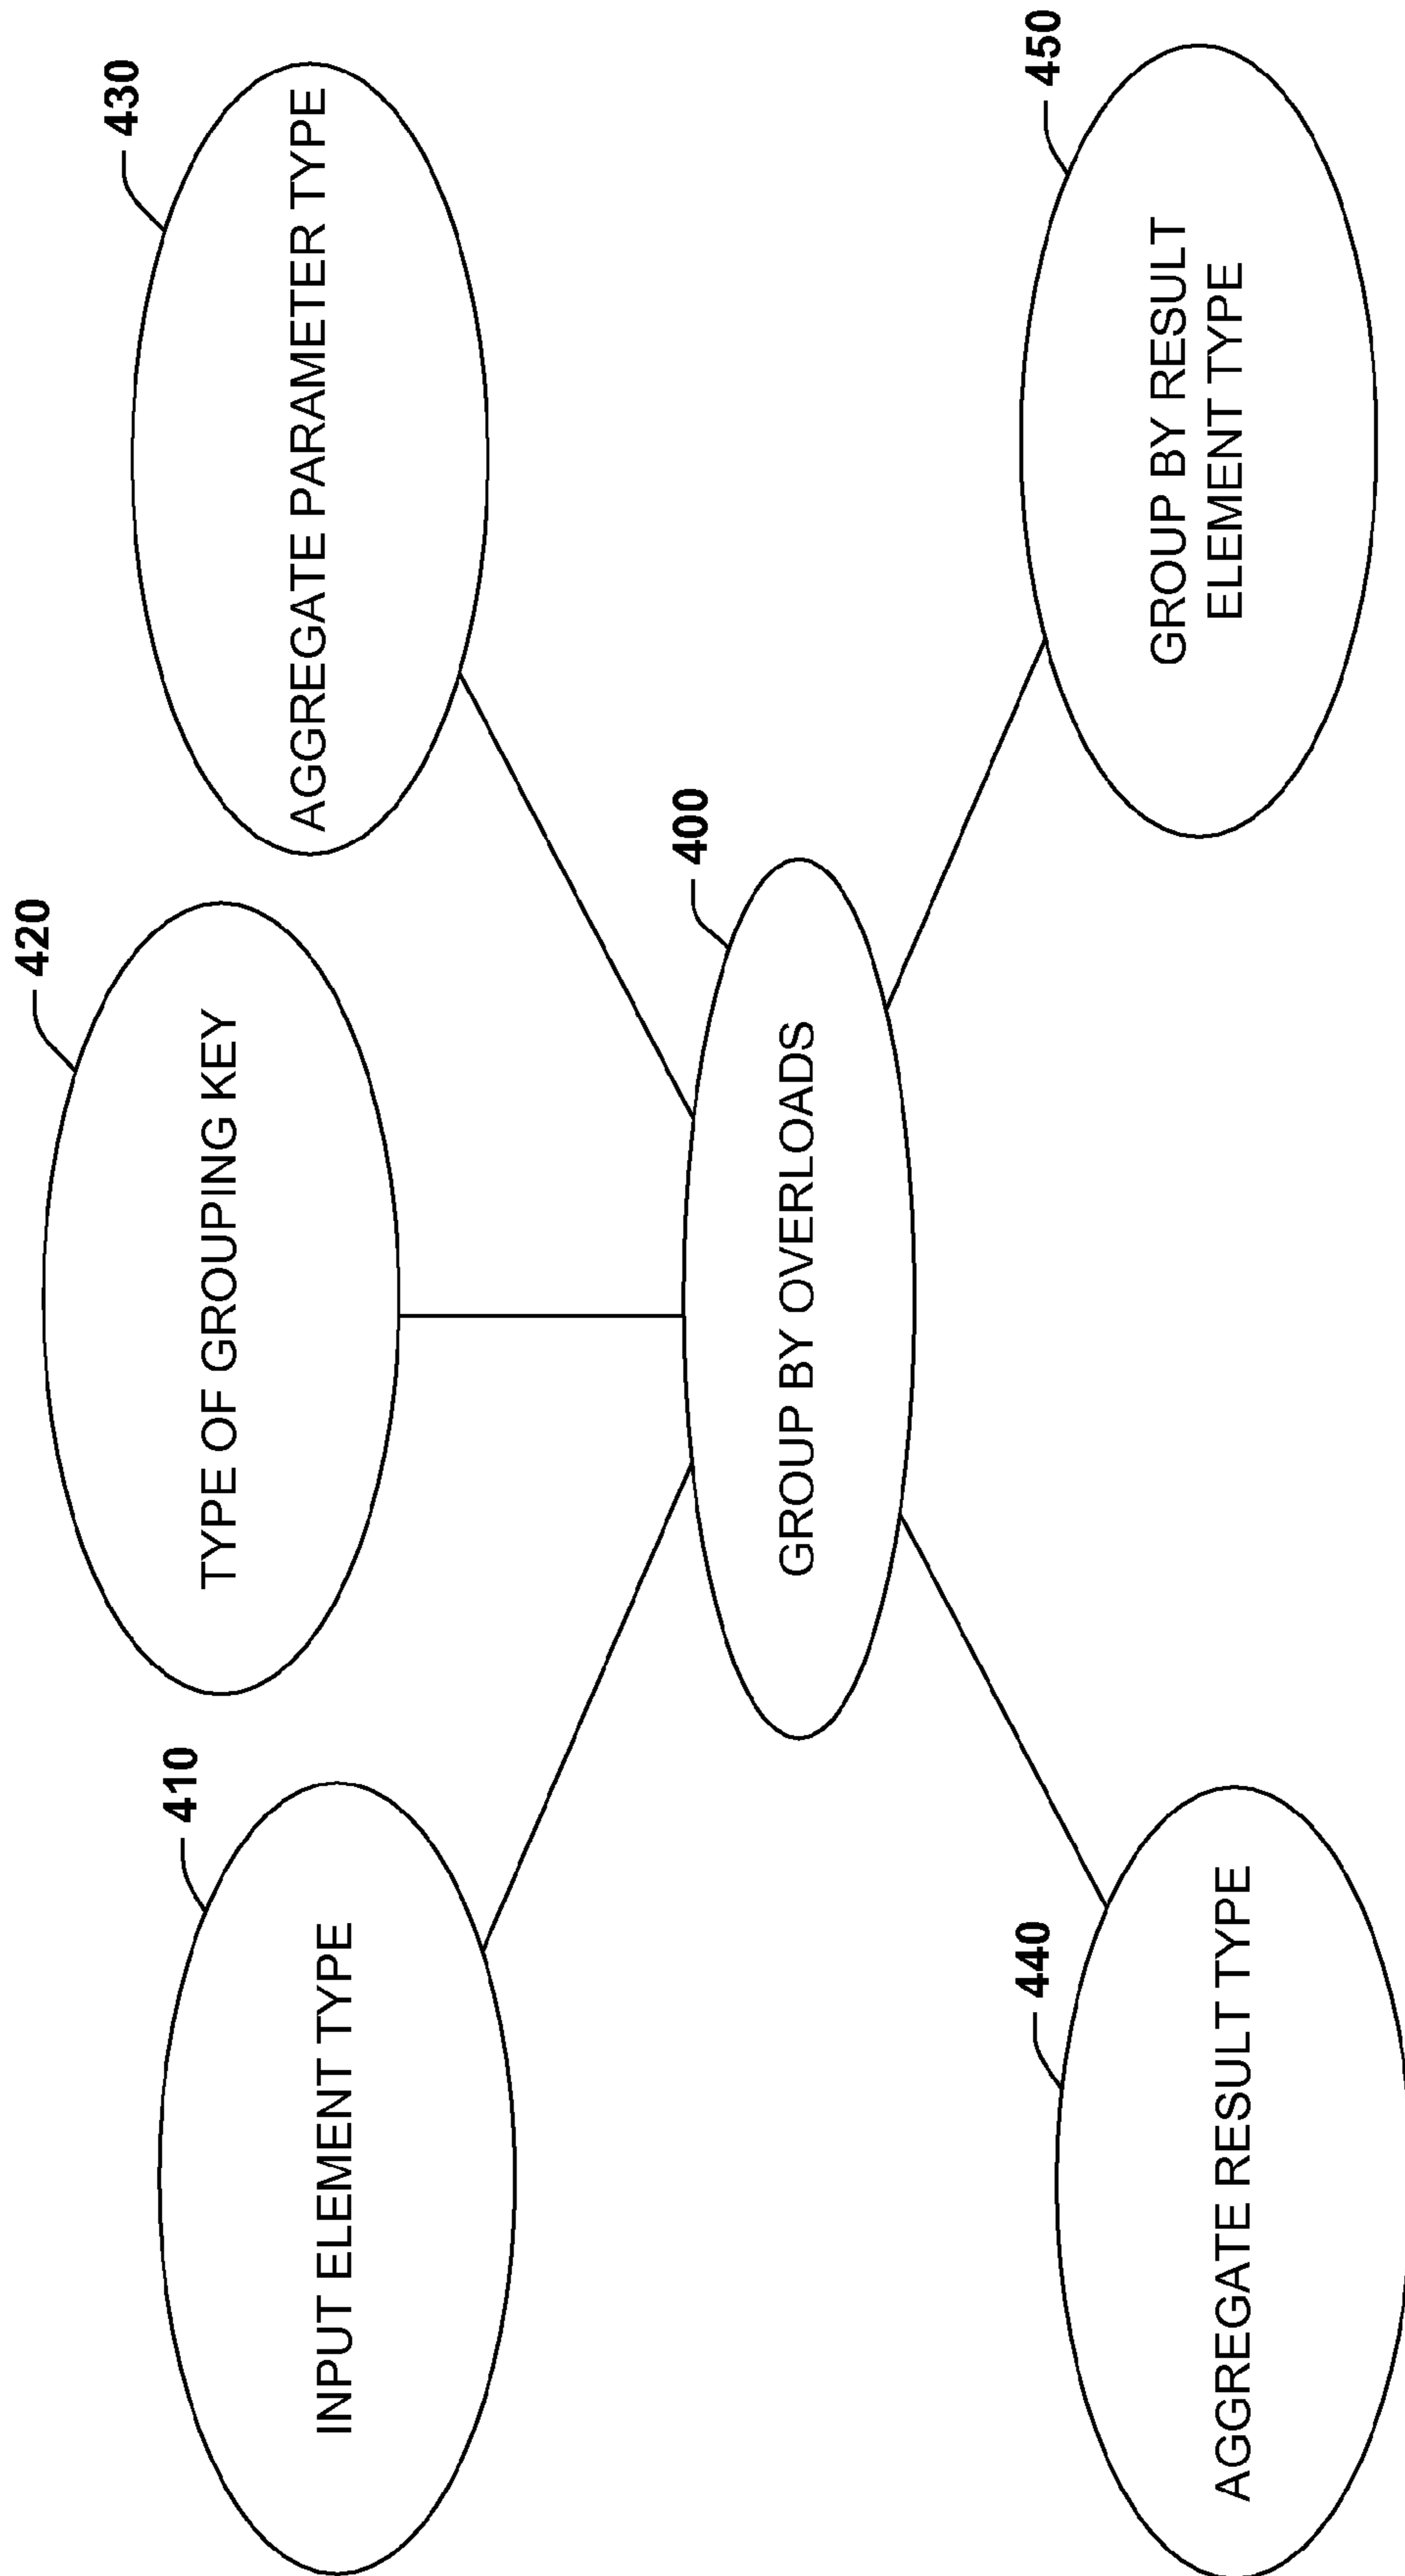 420
TYPE OF GROUPING KEY
410
INPUT ELEMENT TYPE
430
AGGREGATE PARAMETER TYPE
400
GROUP BY OVERLOADS
440
AGGREGATE RESULT TYPE
450
GROUP BY RESULT
ELEMENT TYPE